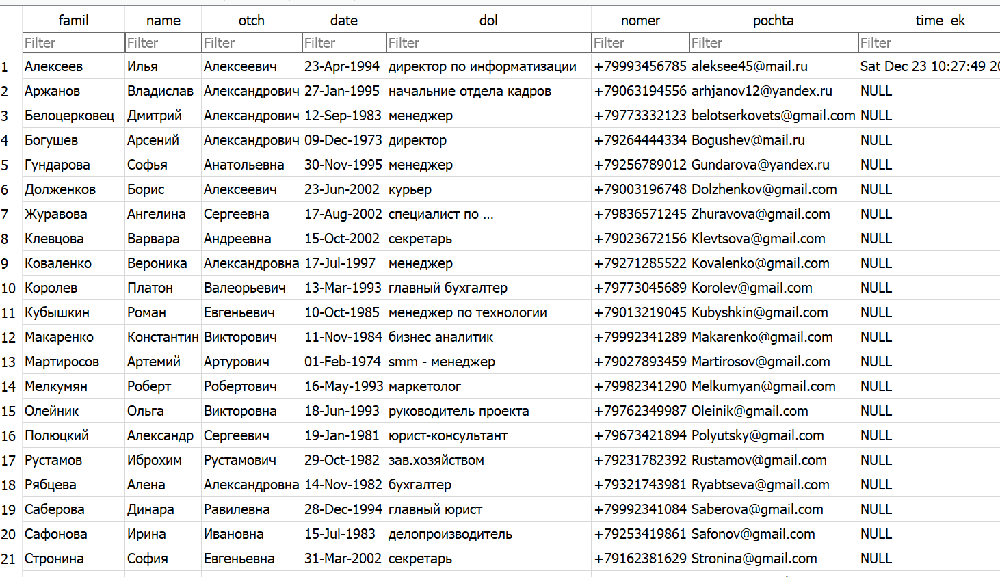 famil name otch date dol nomer pochta time_ek
Filter Filter Filter Filter Filter Filter Filter Filter
1 Алексеев Илья Алексеевич 23-Apr-1994 директор по информатизации +79993456785 aleksee45@mail.ru Sat Dec 23 10:27:49 20
2 Аржанов Владислав Александрович 27-Jan-1995 начальние отдела кадров +79063194556 arhjanov12@yandex.ru NULL
3 Белоцерковец Дмитрий Александрович 12-Sep-1983 менеджер +79773332123 belotserkovets@gmail.com NULL
4 Богушев Арсений Александрович 09-Dec-1973 директор +79264444334 Bogushev@mail.ru NULL
5 Гундарова Софья Анатольевна 30-Nov-1995 менеджер +79256789012 Gundarova@yandex.ru NULL
6 Долженков Борис Алексеевич 23-Jun-2002 курьер +79003196748 Dolzhenkov@gmail.com NULL
7 Журавова Ангелина Сергеевна 17-Aug-2002 специалист по ... +79836571245 Zhuravova@gmail.com NULL
8 Клевцова Варвара Андреевна 15-Oct-2002 секретарь +79023672156 Klevtsova@gmail.com NULL
9 Коваленко Вероника Александровна 17-Jul-1997 менеджер +79271285522 Kovalenko@gmail.com NULL
10 Королев Платон Валеорьевич 13-Mar-1993 главный бухгалтер +79773045689 Korolev@gmail.com NULL
11 Кубышкин Роман Евгеньевич 10-Oct-1985 менеджер по технологии +79013219045 Kubyshkin@gmail.com NULL
12 Макаренко Константин Викторович 11-Nov-1984 бизнес аналитик +79992341289 Makarenko@gmail.com NULL
13 Мартиросов Артемий Артурович 01-Feb-1974 smm - менеджер +79027893459 Martirosov@gmail.com NULL
14 Мелкумян Роберт Робертович 16-May-1993 маркетолог +79982341290 Melkumyan@gmail.com NULL
15 Олейник Ольга Викторовна 18-Jun-1993 руководитель проекта +79762349987 Oleinik@gmail.com NULL
16 Полюцкий Александр Сергеевич 19-Jan-1981 юрист-консультант +79673421894 Polyutsky@gmail.com NULL
17 Рустамов Иброхим Рустамович 29-Oct-1982 зав.хозяйством +79231782392 Rustamov@gmail.com NULL
18 Рябцева Алена Александровна 14-Nov-1982 бухгалтер +79321743981 Ryabtseva@gmail.com NULL
19 Саберова Динара Равилевна 28-Dec-1994 главный юрист +79992341084 Saberova@gmail.com NULL
20 Сафонова Ирина Ивановна 15-Jul-1983 делопроизводитель +79253419861 Safonov@gmail.com NULL
21 Стронина София Евгеньевна 31-Mar-2002 секретарь +79162381629 Stronina@gmail.com NULL